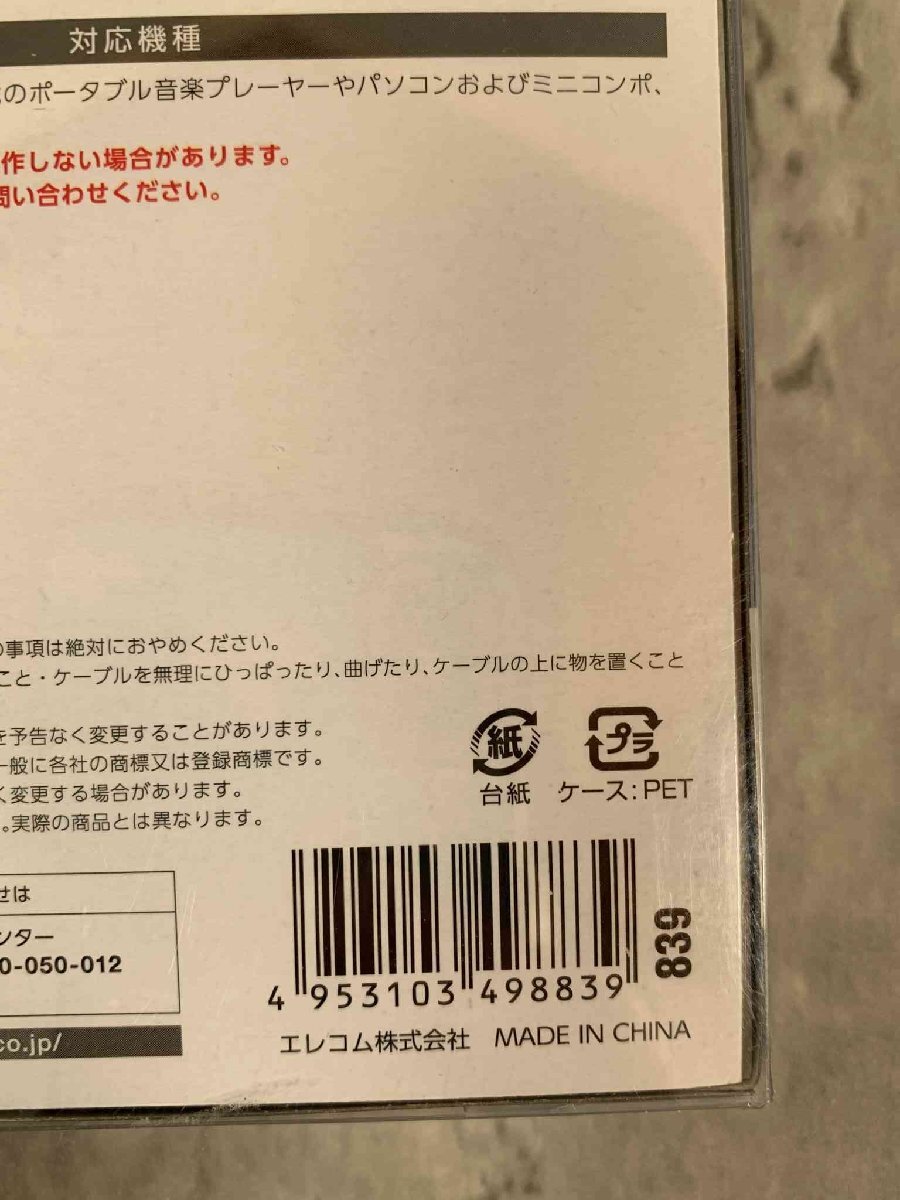 対応機種
のポータブル音楽プレーヤーやパソコンおよびミニコンポ、
作しない場合があります。
問い合わせください。
の事項は絶対におやめください。
こと・ケーブルを無理にひっぱったり、曲げたり、ケーブルの上に物を置くこと
を予告なく変更することがあります。
一般に各社の商標又は登録商標です。
く変更する場合があります。
。実際の商品とは異なります。
紙
プラ
台紙
ケース:PET
せは
ンター
0-050-012
co.jp/
839
4 953103 498839
エレコム株式会社 MADE IN CHINA